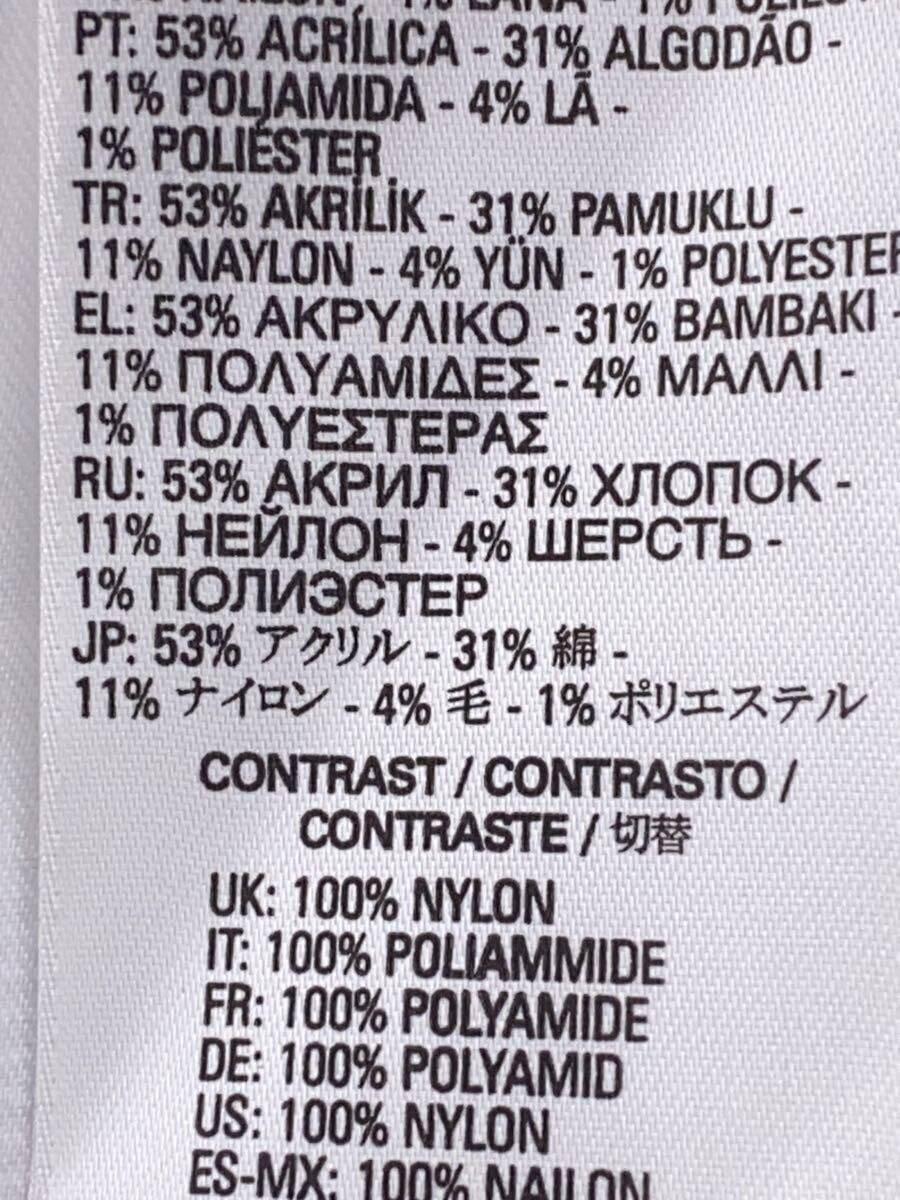 1% LANA - 1%
PT: 53% ACRÍLICA - 31% ALGODÃO -
11% POLJAMIDA - 4% LÃ -
1% POLIÉSTER
TR: 53% AKRİLİK - 31% PAMUKLU -
11% NAYLON - 4% YÜN - 1% POLYESTER
EL: 53% ΑΚΡΥΛΙΚΟ - 31% ΒΑΜΒΑΚΙ -
11% ΠΟΛΥΑΜΙΔΕΣ - 4% ΜΑΛΛΙ -
1% ΠΟΛΥΕΣΤΕΡΑΣ
RU: 53% АКРИЛ - 31% ХЛОПОК -
11% НЕЙЛОН - 4% ШЕРСТЬ -
1% ПОЛИЭСТЕР
JP: 53% アクリル - 31% 綿 -
11% ナイロン - 4% 毛 - 1% ポリエステル
CONTRAST / CONTRASTO /
CONTRASTE / 切替
UK: 100% NYLON
IT: 100% POLIAMMIDE
FR: 100% POLYAMIDE
DE: 100% POLYAMID
US: 100% NYLON
ES-MX: 100% NAILON